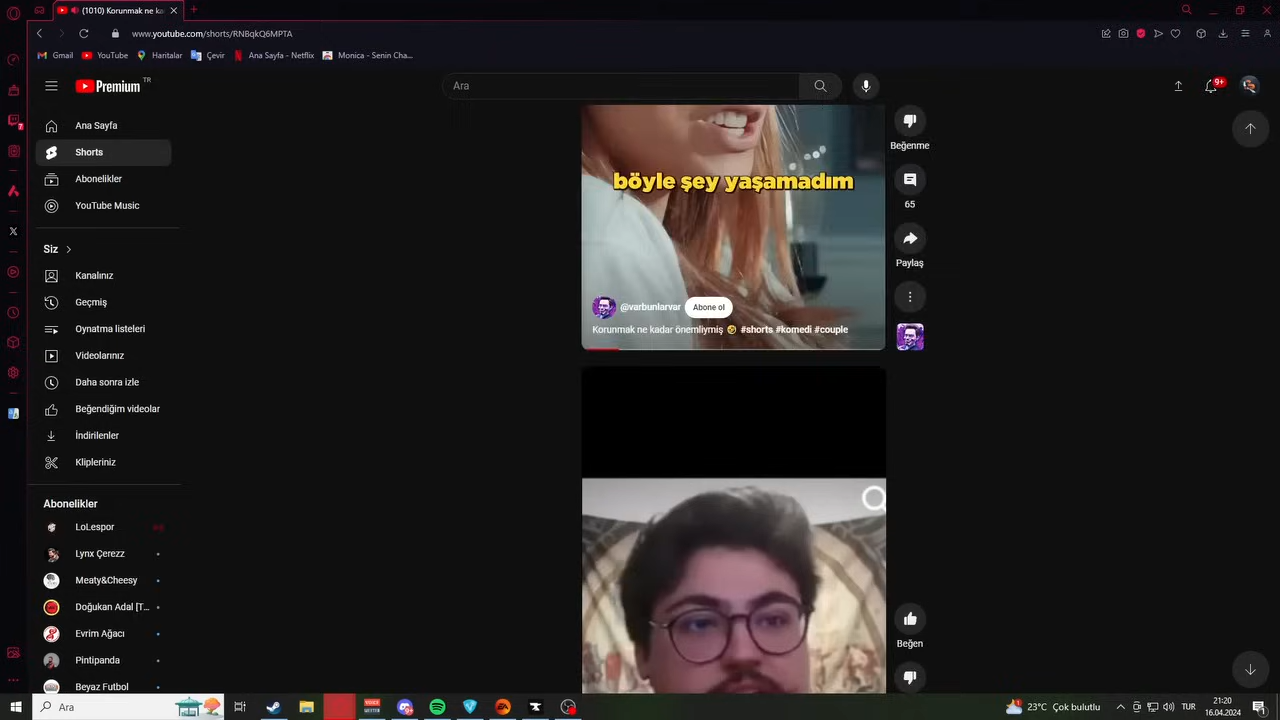 (1010) Korunmak ne ka
www.youtube.com/shorts/RNBqkQ6MPTA
Gmail YouTube Haritalar Çevir Ana Sayfa - Netflix Monica - Senin Cha...
Premium TR
Ara
9+
Ana Sayfa
Shorts
Abonelikler
YouTube Music
Siz
Kanalınız
Geçmiş
Oynatma listeleri
Videolarınız
Daha sonra izle
Beğendiğim videolar
İndirilenler
Klipleriniz
Abonelikler
LoLespor
Lynx Çerezz
Meaty&Cheesy
Doğukan Adal [T...
Evrim Ağacı
Pintipanda
Beyaz Futbol
böyle şey yaşamadım
@varbunlarvar Abone ol
Korunmak ne kadar önemliymiş 🤣 #shorts #komedi #couple
Beğenme
65
Paylaş
Beğen
Ara
23°C Çok bulutlu
TUR
21:20
16.04.2024